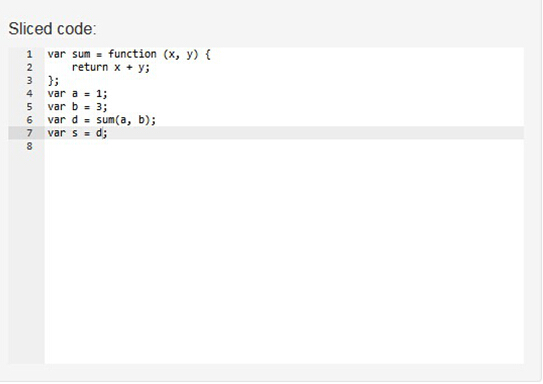 Sliced code:
1 var sum = function (x, y) {
2     return x + y;
3 };
4 var a = 1;
5 var b = 3;
6 var d = sum(a, b);
7 var s = d;
8